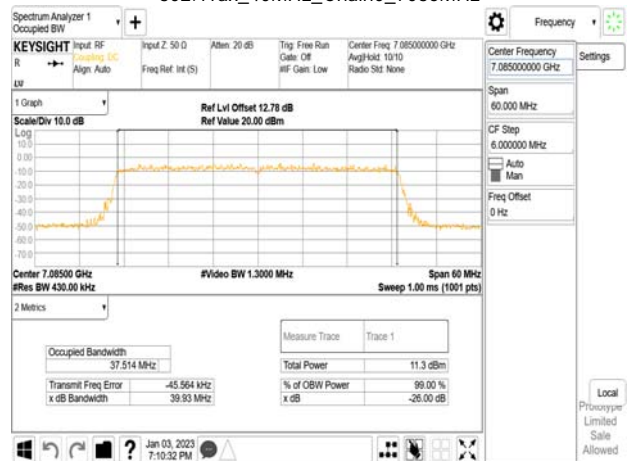 Spectrum Analyzer 1
Occupied BW
Frequency
KEYSIGHT
Input: RF
Coupling: EC
Align: Auto
Input Z: 50 Ω
Freq Ref: Int (S)
Atten: 20 dB
Trig: Free Run
Gate: Off
#IF Gain: Low
Center Freq: 7.085000000 GHz
Avg|Hold: 10/10
Radio Std: None
R
Center Frequency
7.085000000 GHz
Settings
Span
60.000 MHz
CF Step
6.000000 MHz
Auto
Man
Freq Offset
0 Hz
1 Graph
Scale/Div 10.0 dB
Ref Lvl Offset 12.78 dB
Ref Value 20.00 dBm
Log
10.0
0.00
-10.0
-20.0
-30.0
-40.0
-50.0
-60.0
-70.0
Center 7.08500 GHz
#Res BW 430.00 kHz
#Video BW 1.3000 MHz
Span 60 MHz
Sweep 1.00 ms (1001 pts)
2 Metrics
Measure Trace
Trace 1
Occupied Bandwidth
37.514 MHz
Total Power
11.3 dBm
Transmit Freq Error
-45.564 kHz
% of OBW Power
99.00 %
x dB Bandwidth
39.93 MHz
x dB
-26.00 dB
Local
Prototype
Limited
Sale
Allowed
?
Jan 03, 2023
7:10:32 PM